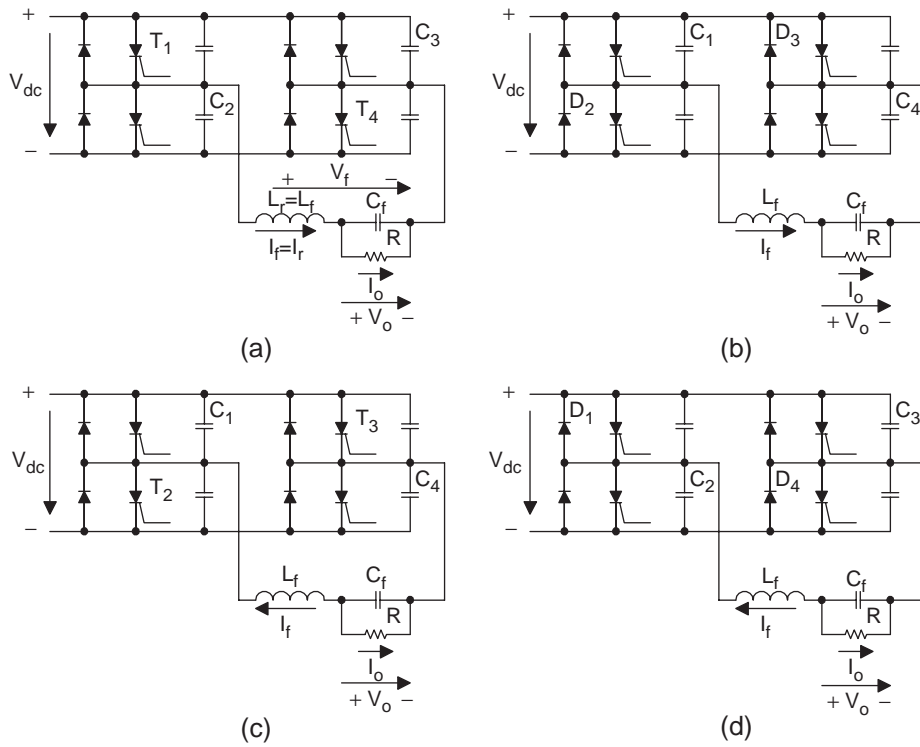 +
T1
C3
Vdc
C2
T4
−
+ Vf −
Lr=Lf
Cf
If=Ir
R
Io
+ Vo −
(a)
+
C1
D3
Vdc
D2
C4
−
Lf
Cf
If
R
Io
+ Vo −
(b)
+
C1
T3
Vdc
T2
C4
−
Lf
Cf
If
R
Io
+ Vo −
(c)
+
D1
C3
Vdc
C2
D4
−
Lf
Cf
If
R
Io
+ Vo −
(d)